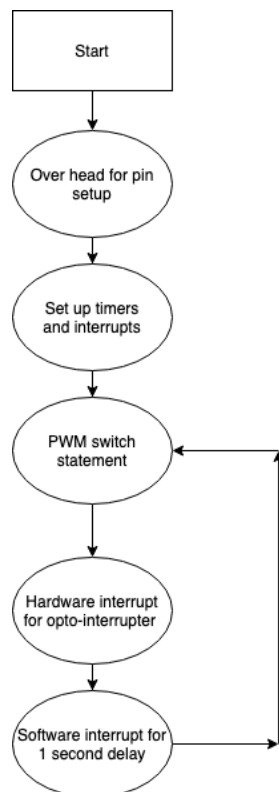 Start
Over head for pin
setup
Set up timers
and interrupts
PWM switch
statement
Hardware interrupt
for opto-interrupter
Software interrupt for
1 second delay